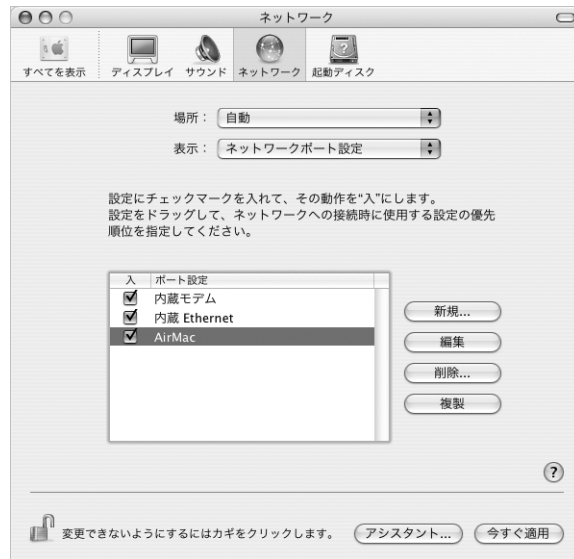 ネットワーク
すべてを表示 ディスプレイ サウンド ネットワーク 起動ディスク
場所： 自動
表示： ネットワークポート設定
設定にチェックマークを入れて、その動作を“入”にします。
設定をドラッグして、ネットワークへの接続時に使用する設定の優先
順位を指定してください。
入 ポート設定
内蔵モデム
内蔵 Ethernet
AirMac
新規...
編集
削除...
複製
?
変更できないようにするにはカギをクリックします。 アシスタント... 今すぐ適用